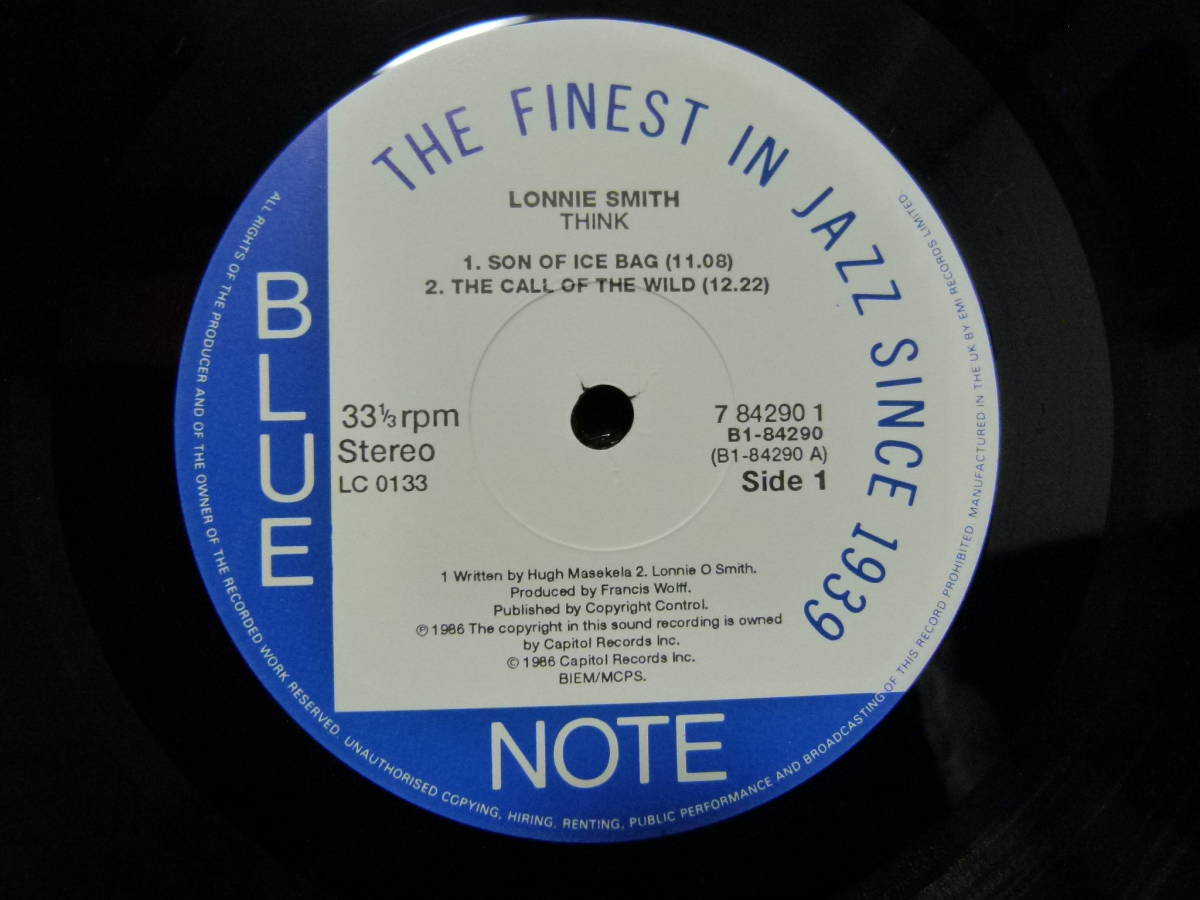 THE FINEST IN JAZZ SINCE 1939
LONNIE SMITH
THINK
1. SON OF ICE BAG (11.08)
2. THE CALL OF THE WILD (12.22)
BLUE
33⅓ rpm
Stereo
LC 0133
7 84290 1
B1-84290
(B1-84290 A)
Side 1
1 Written by Hugh Masekela 2. Lonnie O Smith.
Produced by Francis Wolff.
Published by Copyright Control.
℗ 1986 The copyright in this sound recording is owned
by Capitol Records Inc.
© 1986 Capitol Records Inc.
BIEM/MCPS.
NOTE
ALL RIGHTS OF THE PRODUCER AND OF THE OWNER OF THE RECORDED WORK RESERVED. UNAUTHORISED COPYING, HIRING, RENTING, PUBLIC PERFORMANCE AND BROADCASTING OF THIS RECORD PROHIBITED. MANUFACTURED IN THE UK BY EMI RECORDS LIMITED